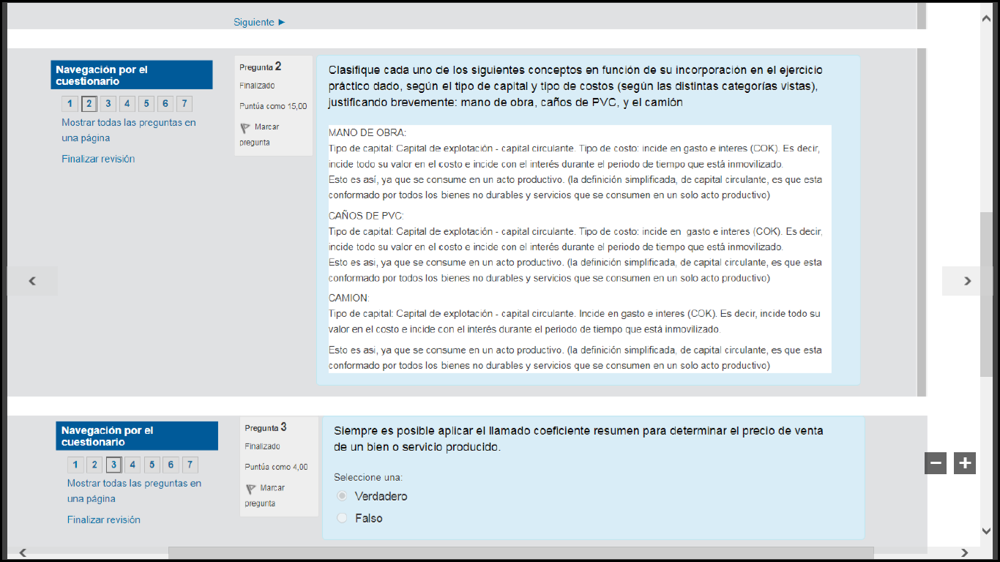 Siguiente ►
Navegación por el
cuestionario
1 2 3 4 5 6 7
Mostrar todas las preguntas en
una página
Finalizar revisión
Pregunta 2
Finalizado
Puntúa como 15,00
Marcar
pregunta
Clasifique cada uno de los siguientes conceptos en función de su incorporación en el ejercicio
práctico dado, según el tipo de capital y tipo de costos (según las distintas categorías vistas),
justificando brevemente: mano de obra, caños de PVC, y el camión
MANO DE OBRA:
Tipo de capital: Capital de explotación - capital circulante. Tipo de costo: incide en gasto e interes (COK). Es decir,
incide todo su valor en el costo e incide con el interés durante el periodo de tiempo que está inmovilizado.
Esto es así, ya que se consume en un acto productivo. (la definición simplificada, de capital circulante, es que esta
conformado por todos los bienes no durables y servicios que se consumen en un solo acto productivo)
CAÑOS DE PVC:
Tipo de capital: Capital de explotación - capital circulante. Tipo de costo: incide en gasto e interes (COK). Es decir,
incide todo su valor en el costo e incide con el interés durante el periodo de tiempo que está inmovilizado.
Esto es asi, ya que se consume en un acto productivo. (la definición simplificada, de capital circulante, es que esta
conformado por todos los bienes no durables y servicios que se consumen en un solo acto productivo)
CAMION:
Tipo de capital: Capital de explotación - capital circulante. Incide en gasto e interes (COK). Es decir, incide todo su
valor en el costo e incide con el interés durante el periodo de tiempo que está inmovilizado.
Esto es asi, ya que se consume en un acto productivo. (la definición simplificada, de capital circulante, es que esta
conformado por todos los bienes no durables y servicios que se consumen en un solo acto productivo)
Navegación por el
cuestionario
1 2 3 4 5 6 7
Mostrar todas las preguntas en
una página
Finalizar revisión
Pregunta 3
Finalizado
Puntúa como 4,00
Marcar
pregunta
Siempre es posible aplicar el llamado coeficiente resumen para determinar el precio de venta
de un bien o servicio producido.
Seleccione una:
Verdadero
Falso